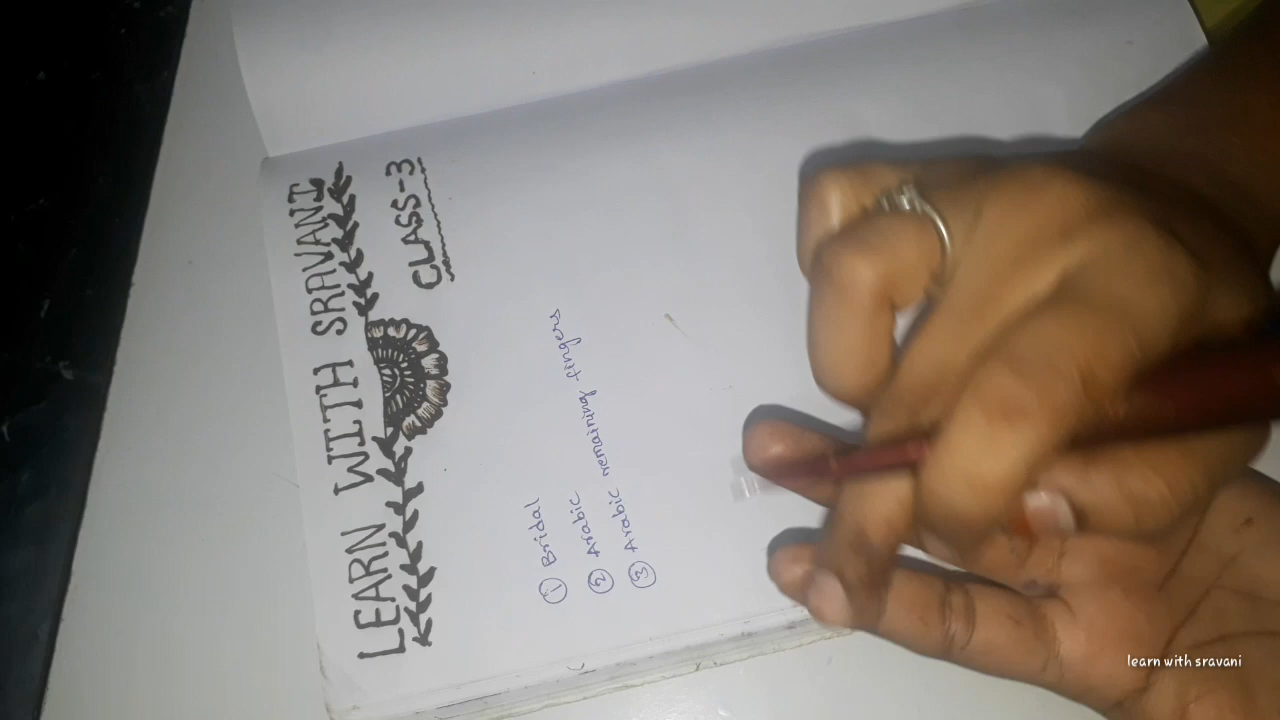 LEARN WITH SRAVANI
CLASS-3
① Bridal
② Arabic
③ Arabic remaining fingers
learn with sravani